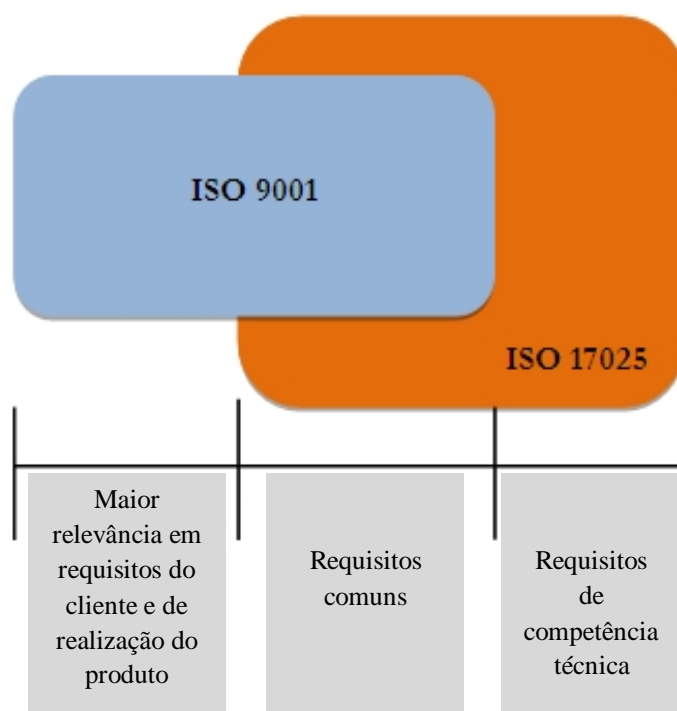 ISO 9001
ISO 17025
Maior
relevância em
requisitos do
cliente e de
realização do
produto
Requisitos
comuns
Requisitos
de
competência
técnica